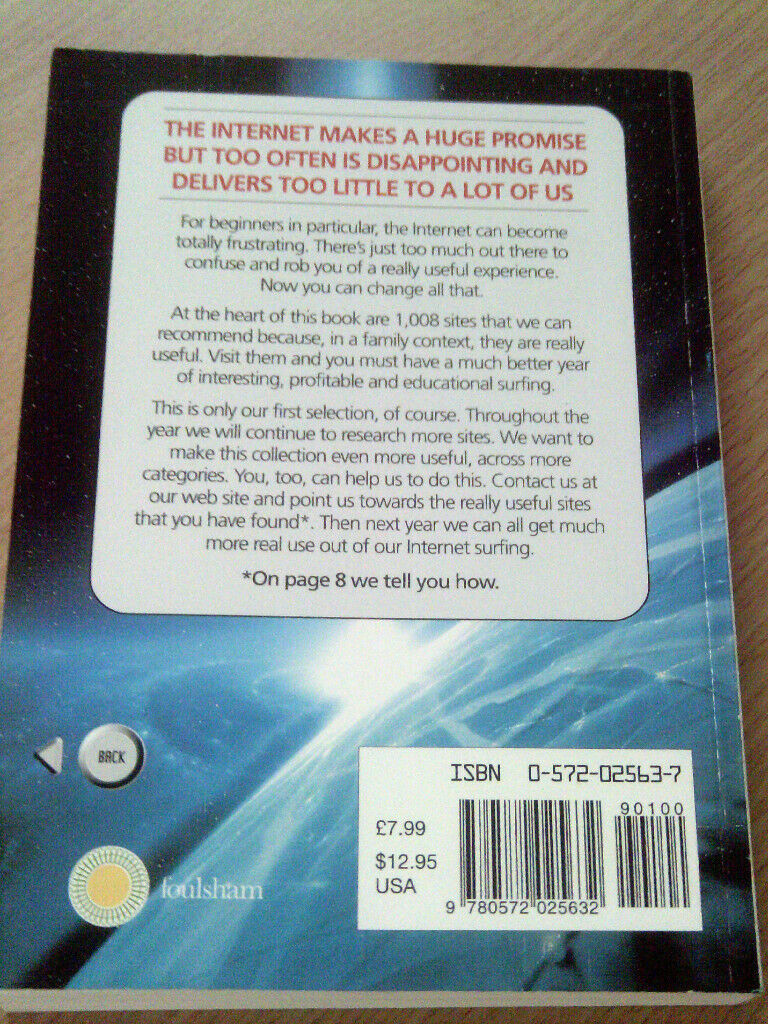 THE INTERNET MAKES A HUGE PROMISE
BUT TOO OFTEN IS DISAPPOINTING AND
DELIVERS TOO LITTLE TO A LOT OF US
For beginners in particular, the Internet can become
totally frustrating. There's just too much out there to
confuse and rob you of a really useful experience.
Now you can change all that.
At the heart of this book are 1,008 sites that we can
recommend because, in a family context, they are really
useful. Visit them and you must have a much better year
of interesting, profitable and educational surfing.
This is only our first selection, of course. Throughout the
year we will continue to research more sites. We want to
make this collection even more useful, across more
categories. You, too, can help us to do this. Contact us at
our web site and point us towards the really useful sites
that you have found*. Then next year we can all get much
more real use out of our Internet surfing.
*On page 8 we tell you how.
BACK
foulsham
ISBN 0-572-02563-7
90100
£7.99
$12.95
USA
9 780572 025632